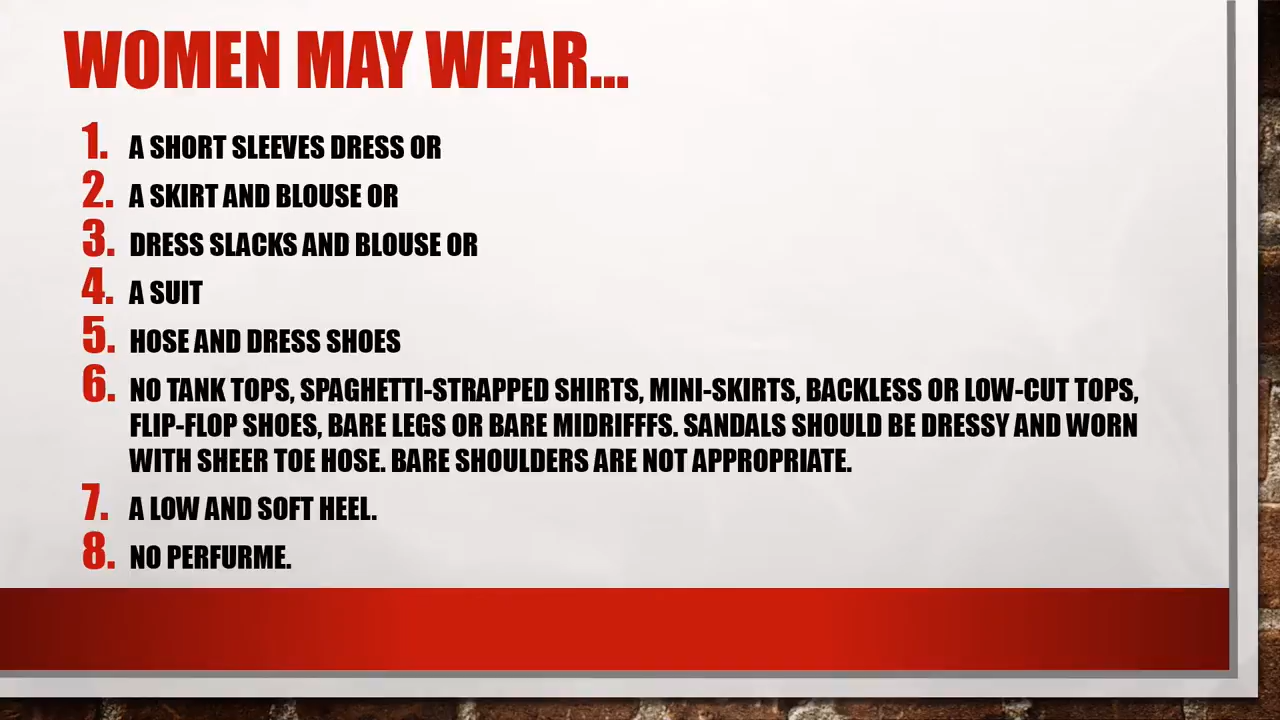 WOMEN MAY WEAR...
1. A SHORT SLEEVES DRESS OR
2. A SKIRT AND BLOUSE OR
3. DRESS SLACKS AND BLOUSE OR
4. A SUIT
5. HOSE AND DRESS SHOES
6. NO TANK TOPS, SPAGHETTI-STRAPPED SHIRTS, MINI-SKIRTS, BACKLESS OR LOW-CUT TOPS,
FLIP-FLOP SHOES, BARE LEGS OR BARE MIDRIFFFS. SANDALS SHOULD BE DRESSY AND WORN
WITH SHEER TOE HOSE. BARE SHOULDERS ARE NOT APPROPRIATE.
7. A LOW AND SOFT HEEL.
8. NO PERFURME.